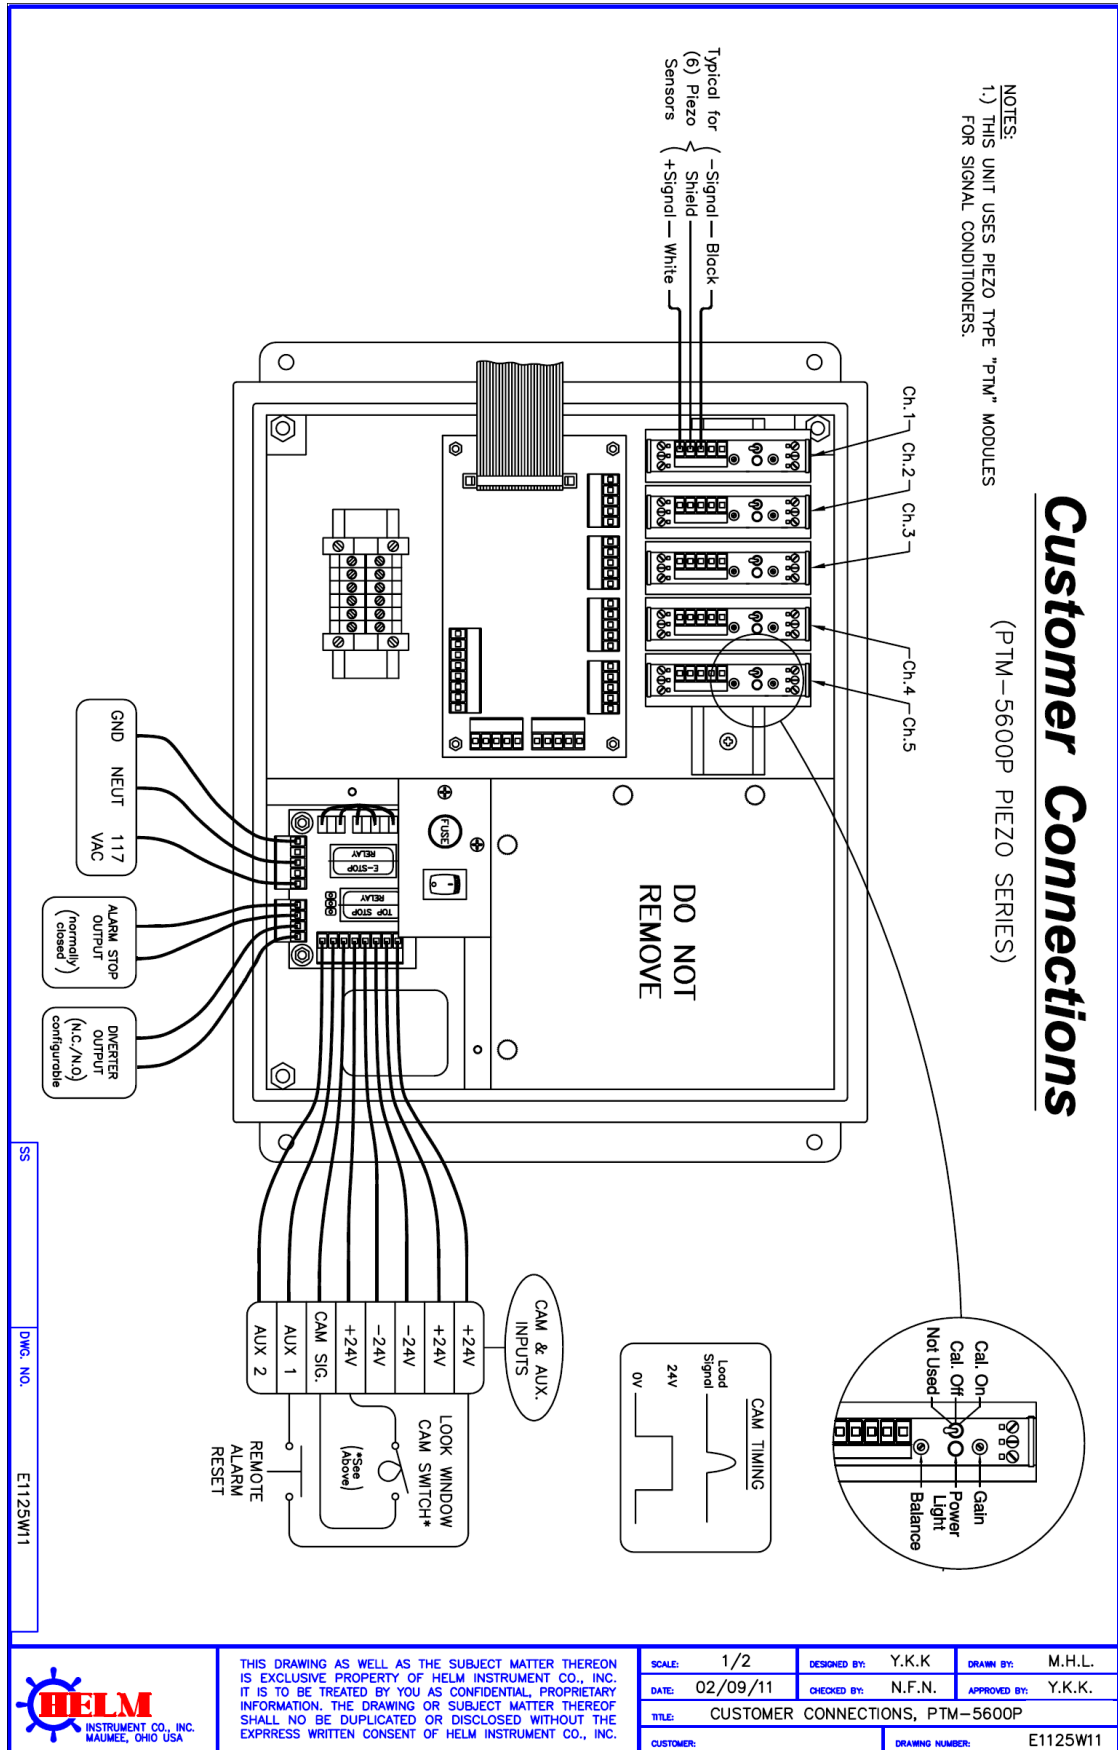 Customer Connections
(PTM-5600P PIEZO SERIES)
NOTES:
1.) THIS UNIT USES PIEZO TYPE "PTM" MODULES
FOR SIGNAL CONDITIONERS.
Typical for
(6) Piezo
Sensors
-Signal
Black
Shield
+Signal
White
Ch.1
Ch.2
Ch.3
Ch.4
Ch.5
Cal. On
Cal. Off
Not Used
Gain
Power
Light
Balance
DO NOT
REMOVE
FUSE
E-STOP
RELAY
TOP STOP
RELAY
GND
NEUT
117
VAC
ALARM STOP
OUTPUT
(normally
closed)
DIVERTER
OUTPUT
(N.C./N.O.)
configurable
CAM & AUX.
INPUTS
+24V
+24V
-24V
-24V
+24V
CAM SIG.
AUX 1
AUX 2
LOOK WINDOW
CAM SWITCH*
(*See
Above)
REMOTE
ALARM
RESET
CAM TIMING
Load
Signal
24V
0V
SS
DWG. NO.
E1125W11
HELM
INSTRUMENT CO., INC.
MAUMEE, OHIO USA
THIS DRAWING AS WELL AS THE SUBJECT MATTER THEREON
IS EXCLUSIVE PROPERTY OF HELM INSTRUMENT CO., INC.
IT IS TO BE TREATED BY YOU AS CONFIDENTIAL, PROPRIETARY
INFORMATION. THE DRAWING OR SUBJECT MATTER THEREOF
SHALL NO BE DUPLICATED OR DISCLOSED WITHOUT THE
EXPRRESS WRITTEN CONSENT OF HELM INSTRUMENT CO., INC.
SCALE: 1/2
DESIGNED BY: Y.K.K
DRAWN BY: M.H.L.
DATE: 02/09/11
CHECKED BY: N.F.N.
APPROVED BY: Y.K.K.
TITLE: CUSTOMER CONNECTIONS, PTM-5600P
CUSTOMER:
DRAWING NUMBER: E1125W11